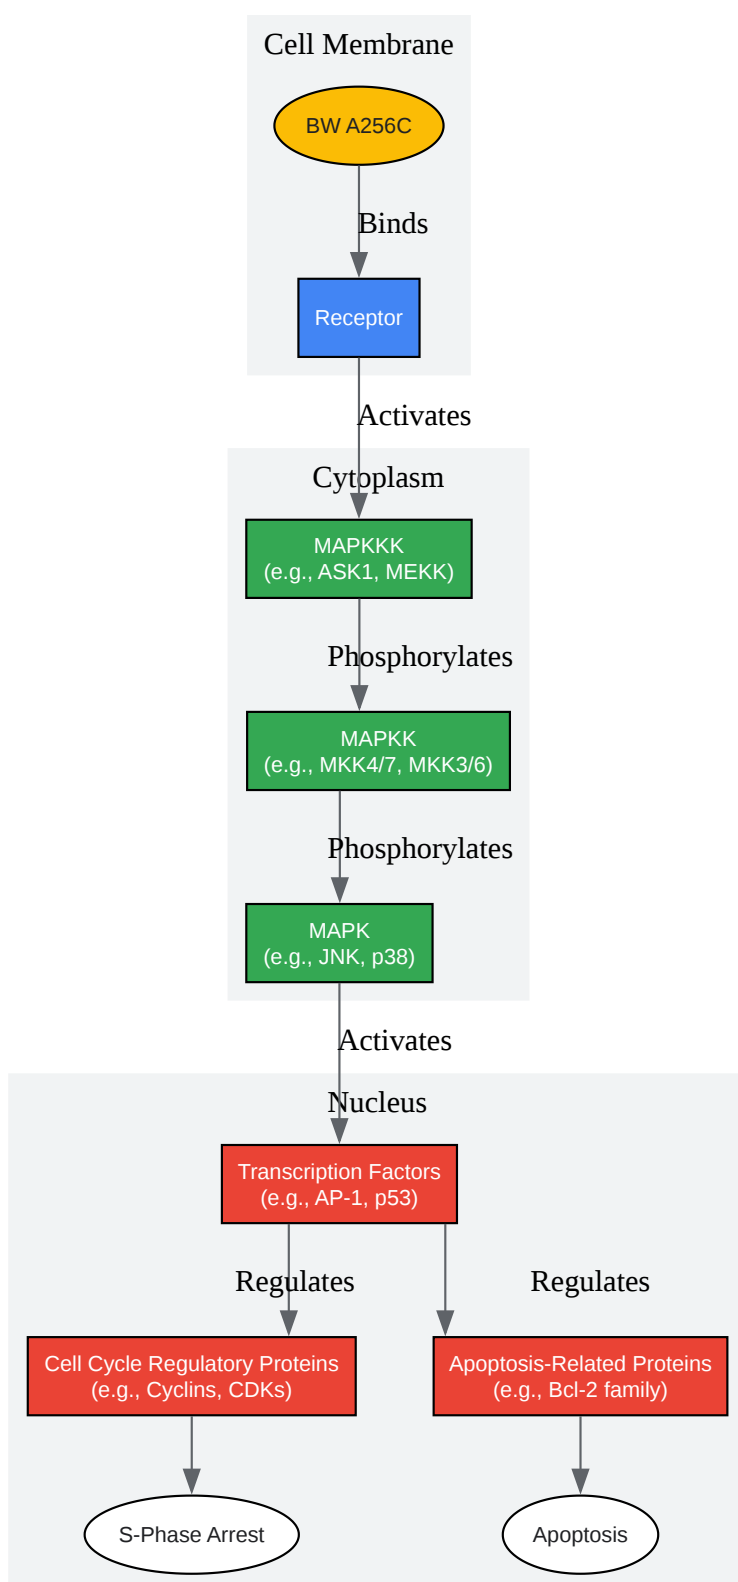 Cell Membrane
BW A256C
Binds
Receptor
Activates
Cytoplasm
MAPKKK
(e.g., ASK1, MEKK)
Phosphorylates
MAPKK
(e.g., MKK4/7, MKK3/6)
Phosphorylates
MAPK
(e.g., JNK, p38)
Activates
Nucleus
Transcription Factors
(e.g., AP-1, p53)
Regulates
Regulates
Cell Cycle Regulatory Proteins
(e.g., Cyclins, CDKs)
Apoptosis-Related Proteins
(e.g., Bcl-2 family)
S-Phase Arrest
Apoptosis